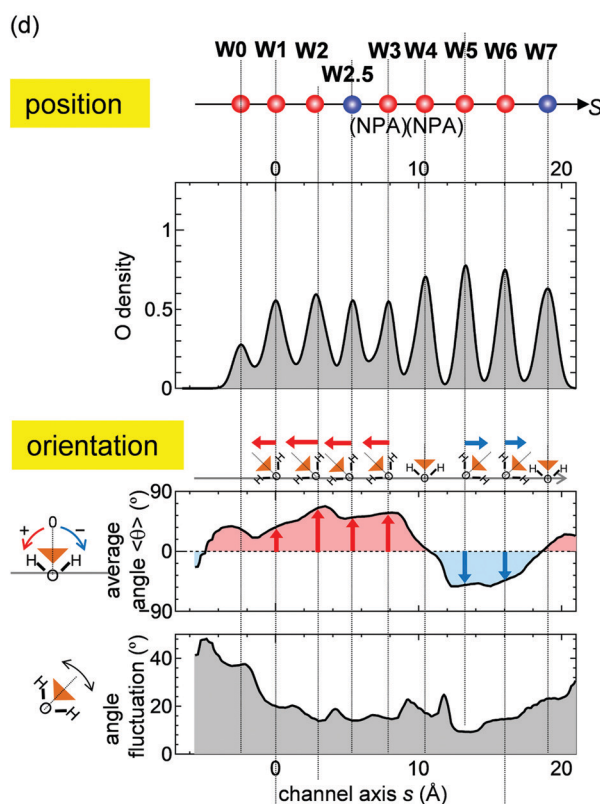 (d)
W0 W1 W2 W3 W4 W5 W6 W7
W2.5
position
S
(NPA)(NPA)
0 20
1
0.5
0
O density
orientation
H H H H H H H H H H H H H H
O O O O O O O O
90
0
90
average
angle <θ> (°)
+ 0 −
H H
O
40
20
0
angle
fluctuation (°)
H
O H
0 10 20
channel axis s (Å)